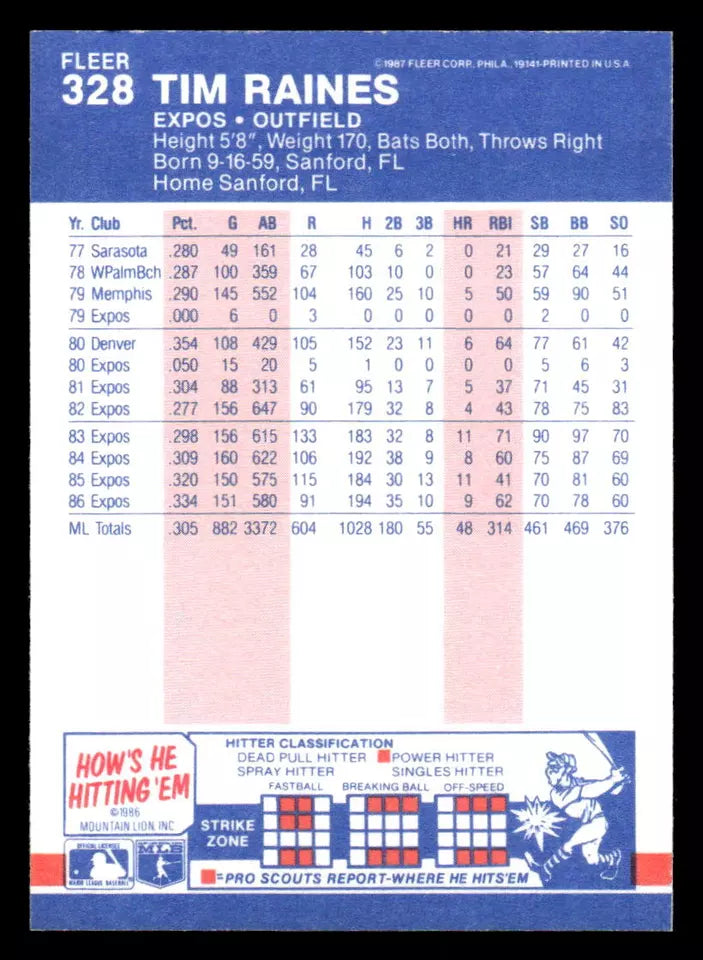 FLEER
328 TIM RAINES
©1987 FLEER CORP. PHILA., 19141-PRINTED IN U.S.A.
EXPOS • OUTFIELD
Height 5'8", Weight 170, Bats Both, Throws Right
Born 9-16-59, Sanford, FL
Home Sanford, FL
Yr. Club Pct. G AB R H 2B 3B HR RBI SB BB SO
77 Sarasota .280 49 161 28 45 6 2 0 21 29 27 16
78 WPalmBch .287 100 359 67 103 10 0 0 23 57 64 44
79 Memphis .290 145 552 104 160 25 10 5 50 59 90 51
79 Expos .000 6 0 3 0 0 0 0 0 2 0 0
80 Denver .354 108 429 105 152 23 11 6 64 77 61 42
80 Expos .050 15 20 5 1 0 0 0 0 5 6 3
81 Expos .304 88 313 61 95 13 7 5 37 71 45 31
82 Expos .277 156 647 90 179 32 8 4 43 78 75 83
83 Expos .298 156 615 133 183 32 8 11 71 90 97 70
84 Expos .309 160 622 106 192 38 9 8 60 75 87 69
85 Expos .320 150 575 115 184 30 13 11 41 70 81 60
86 Expos .334 151 580 91 194 35 10 9 62 70 78 60
ML Totals .305 882 3372 604 1028 180 55 48 314 461 469 376
HOW'S HE
HITTING 'EM
©1986
MOUNTAIN LION, INC.
OFFICIAL LICENSEE
MAJOR LEAGUE BASEBALL
MLS
HITTER CLASSIFICATION
DEAD PULL HITTER POWER HITTER
SPRAY HITTER SINGLES HITTER
FASTBALL BREAKING BALL OFF-SPEED
STRIKE
ZONE
=PRO SCOUTS REPORT-WHERE HE HITS 'EM